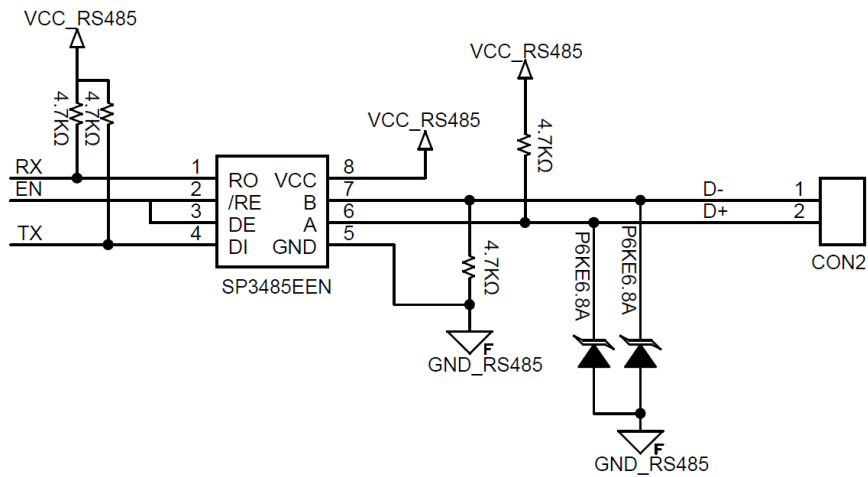 VCC_RS485
VCC_RS485
4.7KΩ
4.7KΩ
VCC_RS485
4.7KΩ
RX
1
RO
VCC
8
EN
2
/RE
B
7
D-
1
3
DE
A
6
D+
2
TX
4
DI
GND
5
4.7KΩ
P6KE6.8A
P6KE6.8A
CON2
SP3485EEN
F
GND_RS485
F
GND_RS485